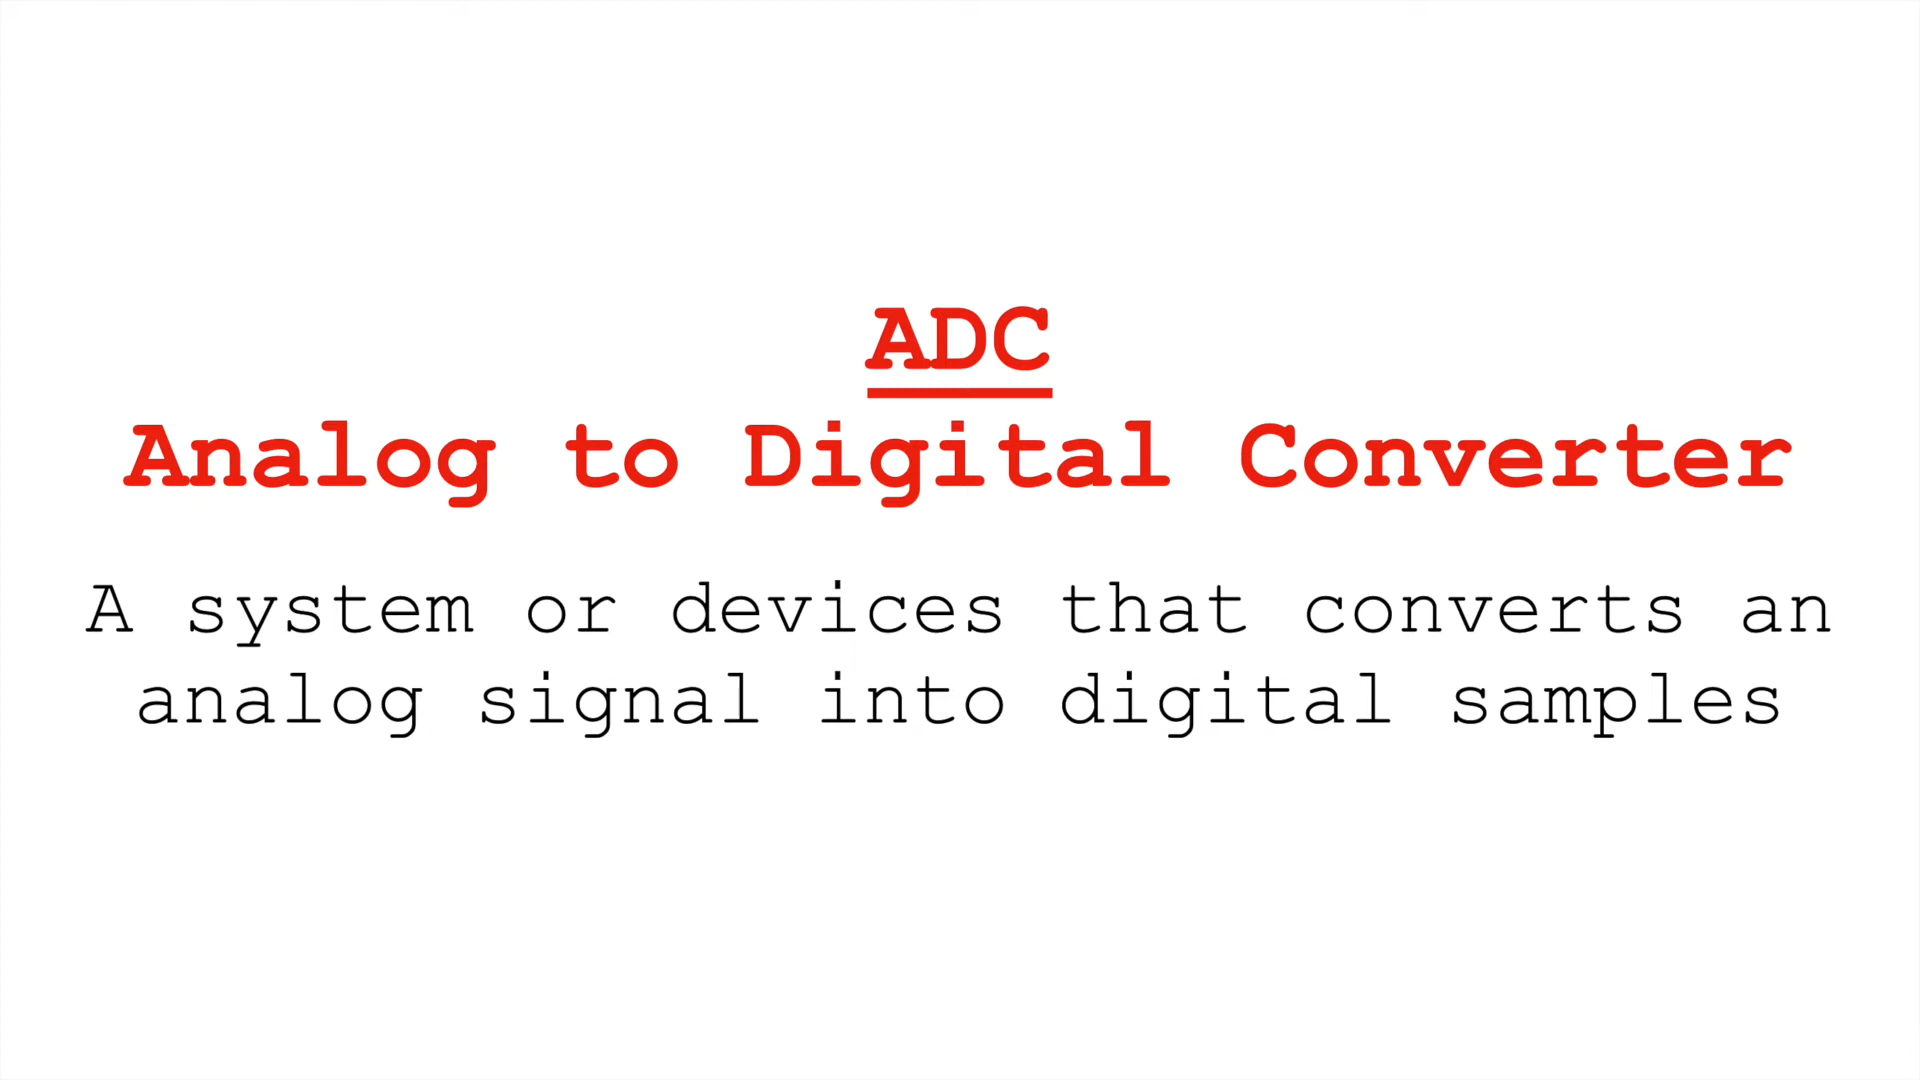 ADC
Analog to Digital Converter
A system or devices that converts an
analog signal into digital samples